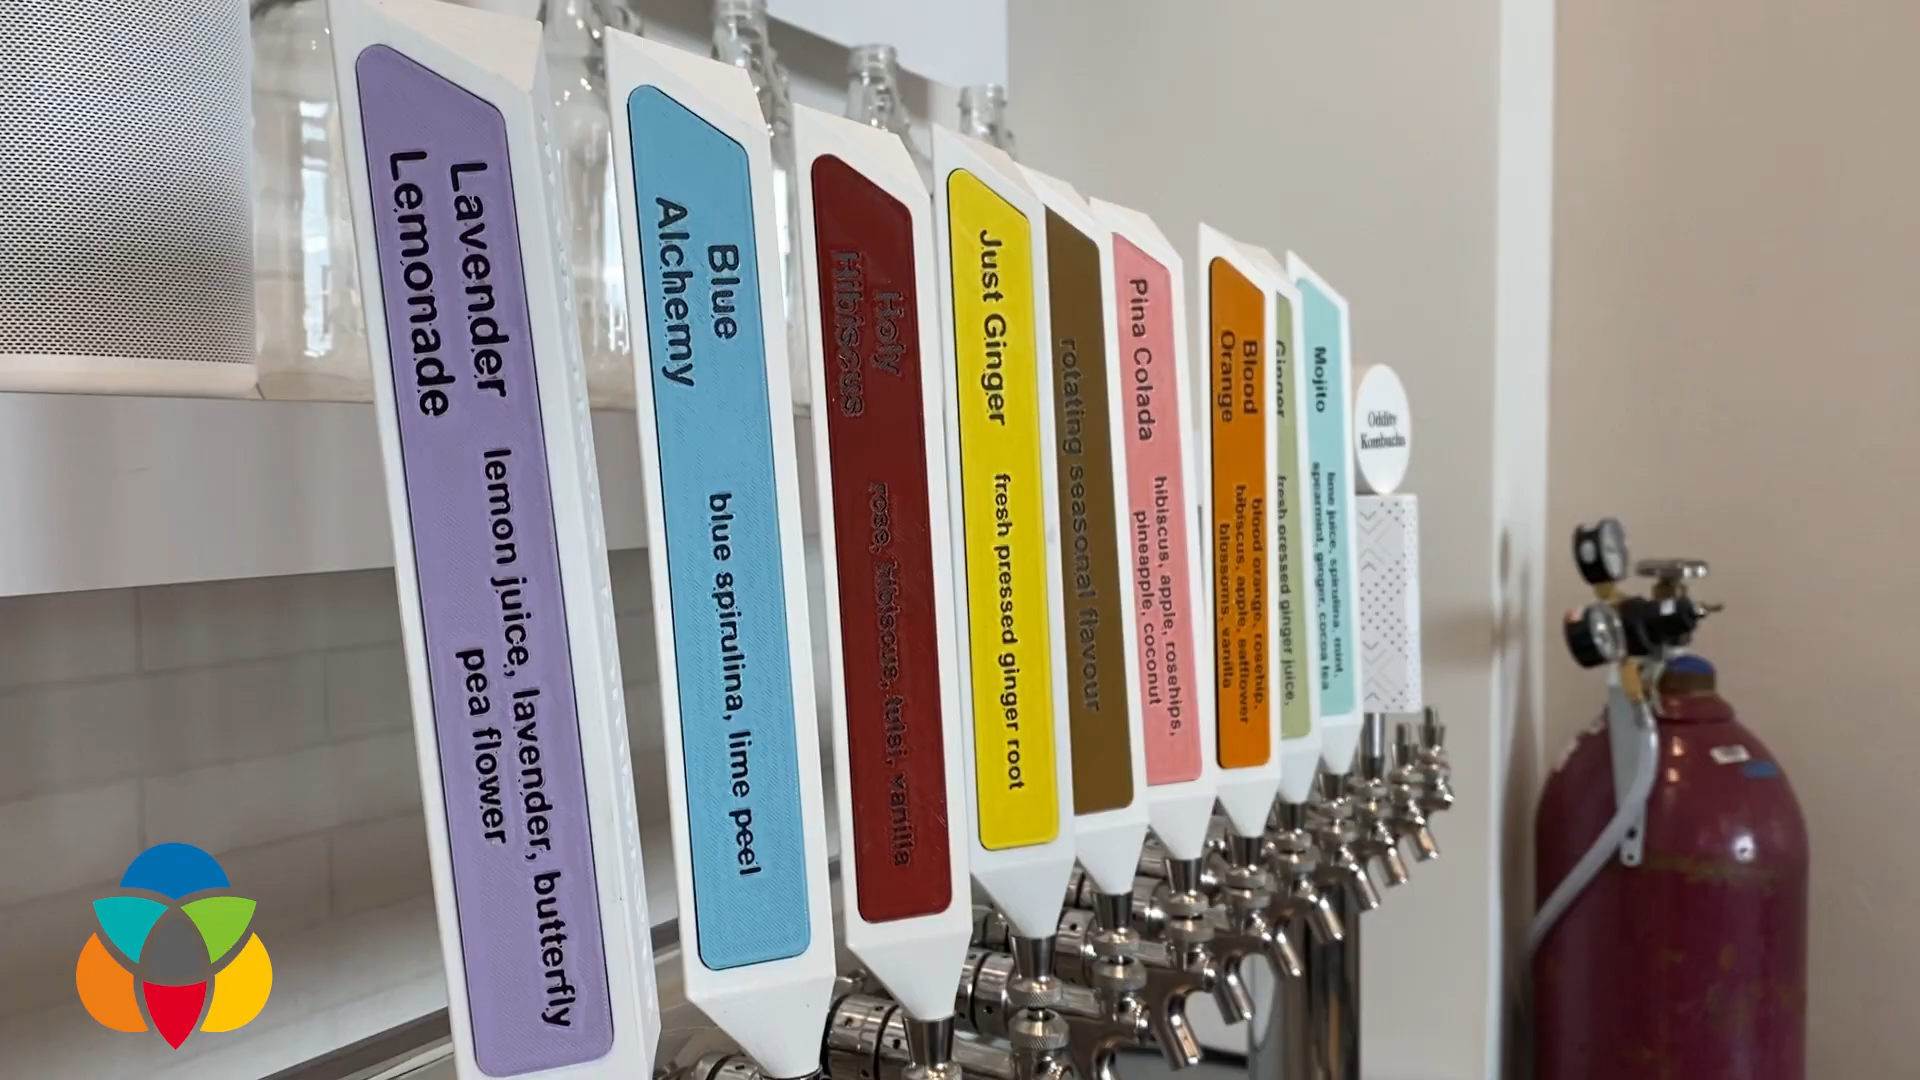 Lavender
Lemonade
lemon juice, lavender, butterfly
pea flower
Blue
Alchemy
blue spirulina, lime peel
Holy
Hibiscus
rose, hibiscus, tulsi, vanilla
Just Ginger
fresh pressed ginger root
rotating seasonal flavour
Pina Colada
hibiscus, apple, rosehips,
pineapple, coconut
Blood
Orange
blood orange, rosehip,
hibiscus, apple, safflower
blossoms, vanilla
Ginger
fresh pressed ginger juice,
Mojito
lime juice, spirulina, mint,
spearmint, ginger, cocoa tea
Oddity
Kombucha